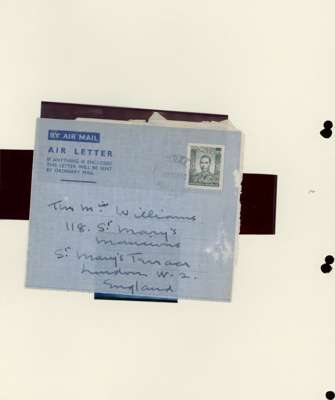 BY AIR MAIL
AIR LETTER
IF ANYTHING IS ENCLOSED
THIS LETTER WILL BE SENT
BY ORDINARY MAIL
Williams
118. St Mary's
Mansions
St Mary's Terrace
London W. 2.
England